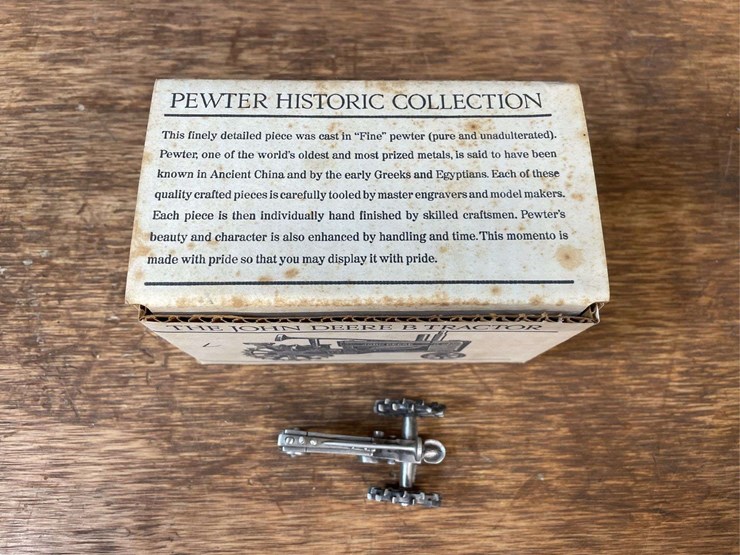 PEWTER HISTORIC COLLECTION
This finely detailed piece was cast in "Fine" pewter (pure and unadulterated).
Pewter, one of the world's oldest and most prized metals, is said to have been
known in Ancient China and by the early Greeks and Egyptians. Each of these
quality crafted pieces is carefully tooled by master engravers and model makers.
Each piece is then individually hand finished by skilled craftsmen. Pewter's
beauty and character is also enhanced by handling and time. This momento is
made with pride so that you may display it with pride.
THE JOHN DEERE B TRACTOR